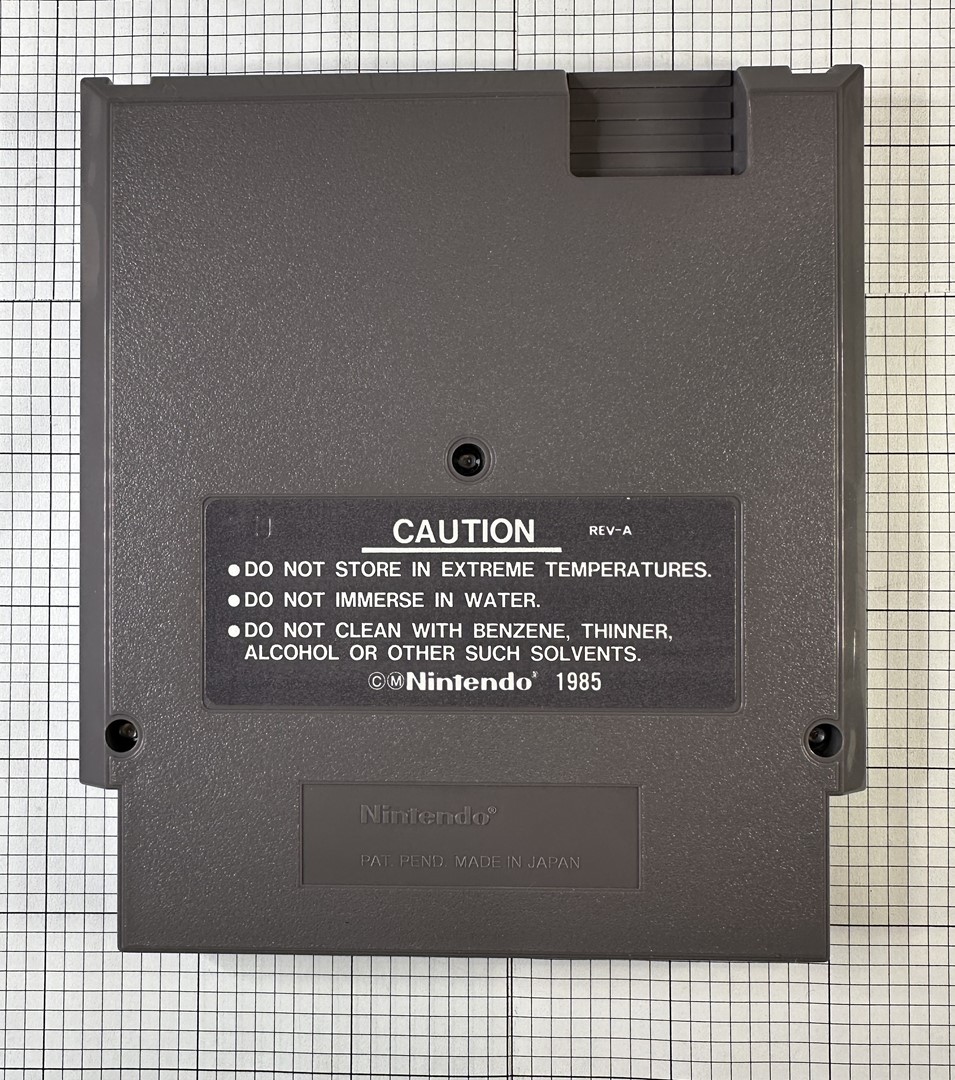 CAUTION REV-A
●DO NOT STORE IN EXTREME TEMPERATURES.
●DO NOT IMMERSE IN WATER.
●DO NOT CLEAN WITH BENZENE, THINNER,
ALCOHOL OR OTHER SUCH SOLVENTS.
ⒸⓂNintendo® 1985
Nintendo®
PAT. PEND. MADE IN JAPAN